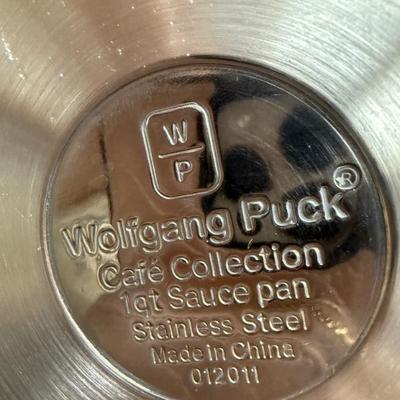 W
P
Wolfgang Puck®
Café Collection
1qt Sauce pan
Stainless Steel
Made in China
012011